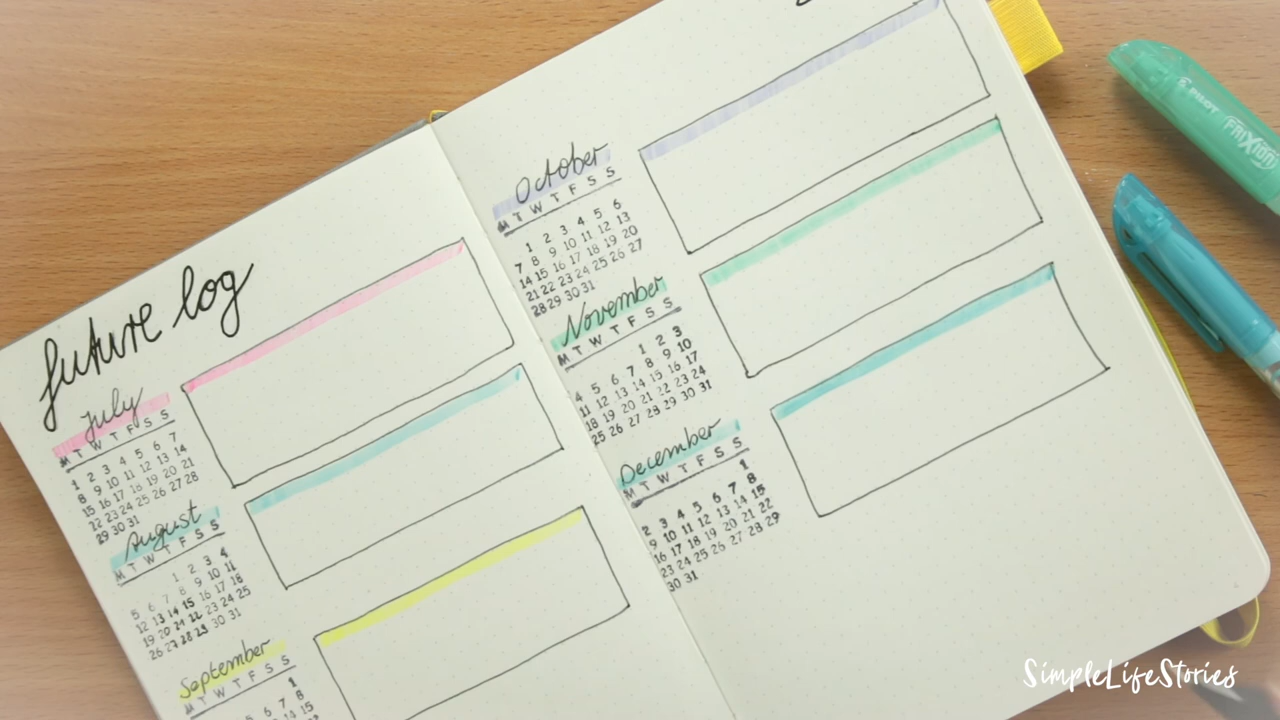 future log
July
M T W T F S S
1 2 3 4 5 6 7
8 9 10 11 12 13 14
15 16 17 18 19 20 21
22 23 24 25 26 27 28
29 30 31
August
M T W T F S S
1 2 3 4
5 6 7 8 9 10 11
12 13 14 15 16 17 18
19 20 21 22 23 24 25
26 27 28 29 30 31
September
M T W T F S S
1
7 8
13 14 15
October
M T W T F S S
1 2 3 4 5 6
7 8 9 10 11 12 13
14 15 16 17 18 19 20
21 22 23 24 25 26 27
28 29 30 31
November
M T W T F S S
1 2 3
4 5 6 7 8 9 10
11 12 13 14 15 16 17
18 19 20 21 22 23 24
25 26 27 28 29 30 31
December
M T W T F S S
1
2 3 4 5 6 7 8
9 10 11 12 13 14 15
16 17 18 19 20 21 22
23 24 25 26 27 28 29
30 31
PILOT
FRIXion
SimpleLifeStories